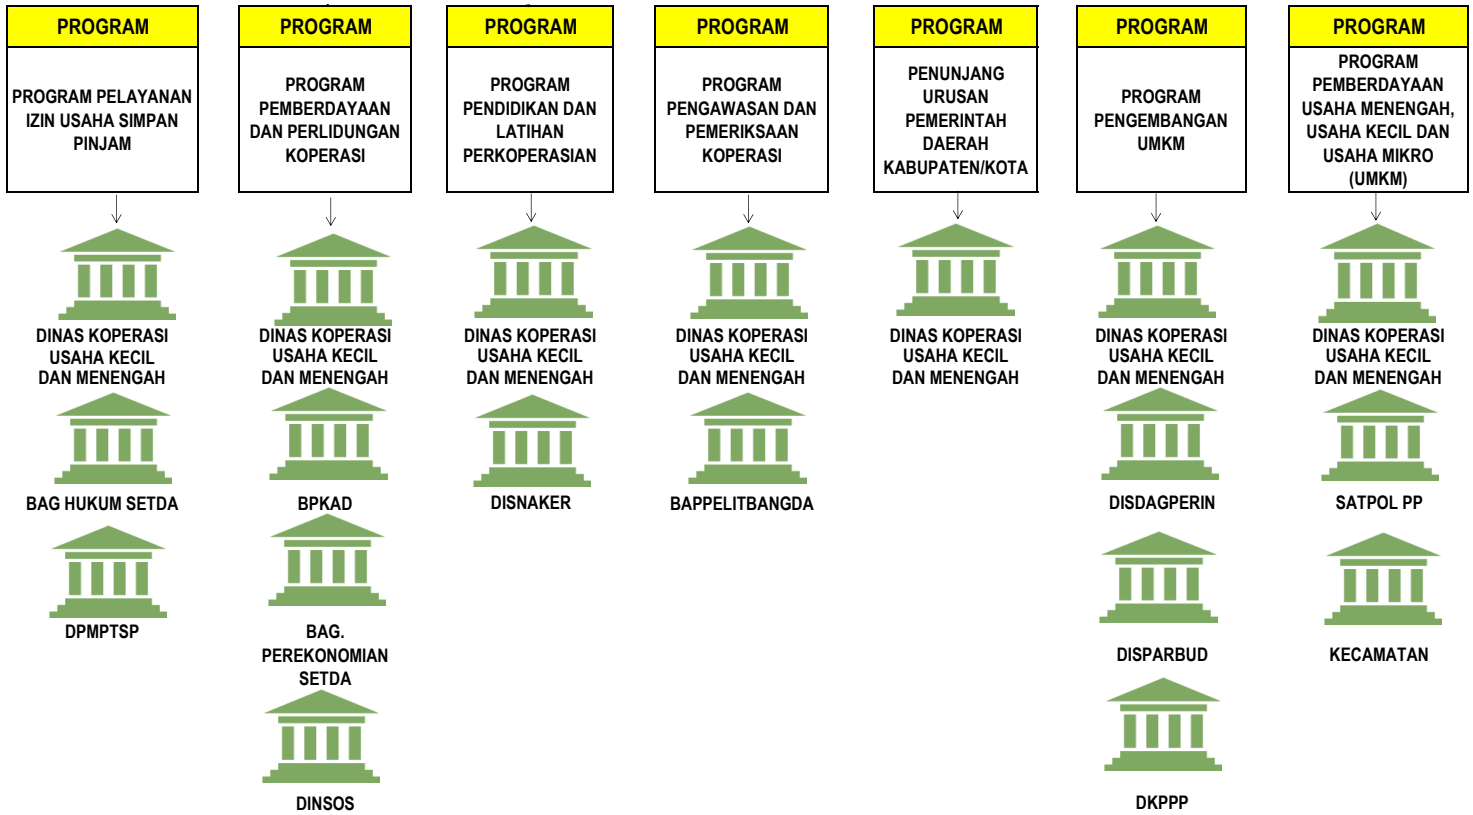 PROGRAM
PROGRAM PELAYANAN
IZIN USAHA SIMPAN
PINJAM
DINAS KOPERASI
USAHA KECIL
DAN MENENGAH
BAG HUKUM SETDA
DPMPTSP
PROGRAM
PROGRAM
PEMBERDAYAAN
DAN PERLIDUNGAN
KOPERASI
DINAS KOPERASI
USAHA KECIL
DAN MENENGAH
BPKAD
BAG.
PEREKONOMIAN
SETDA
DINSOS
PROGRAM
PROGRAM
PENDIDIKAN DAN
LATIHAN
PERKOPERASIAN
DINAS KOPERASI
USAHA KECIL
DAN MENENGAH
DISNAKER
PROGRAM
PROGRAM
PENGAWASAN DAN
PEMERIKSAAN
KOPERASI
DINAS KOPERASI
USAHA KECIL
DAN MENENGAH
BAPPELITBANGDA
PROGRAM
PENUNJANG
URUSAN
PEMERINTAH
DAERAH
KABUPATEN/KOTA
DINAS KOPERASI
USAHA KECIL
DAN MENENGAH
PROGRAM
PROGRAM
PENGEMBANGAN
UMKM
DINAS KOPERASI
USAHA KECIL
DAN MENENGAH
DISDAGPERIN
DISPARBUD
DKPPP
PROGRAM
PROGRAM
PEMBERDAYAAN
USAHA MENENGAH,
USAHA KECIL DAN
USAHA MIKRO
(UMKM)
DINAS KOPERASI
USAHA KECIL
DAN MENENGAH
SATPOL PP
KECAMATAN